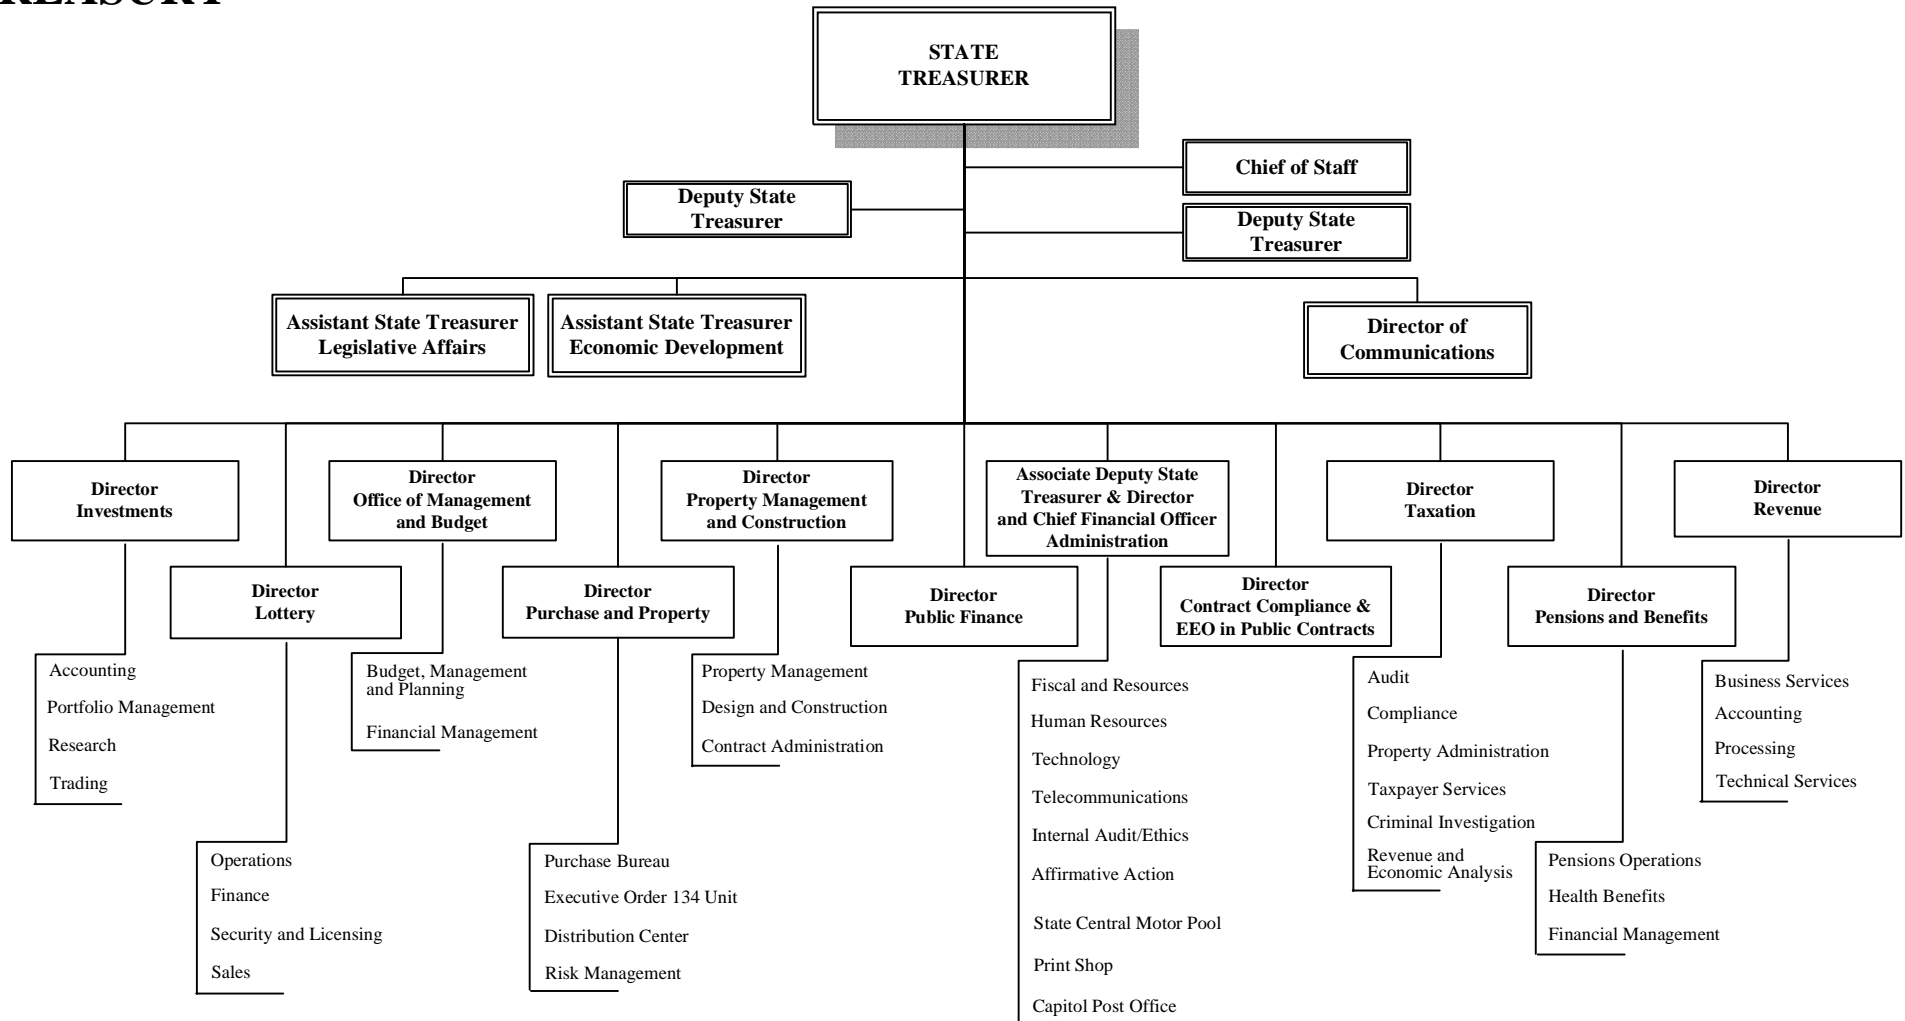 TREASURY
STATE
TREASURER
Chief of Staff
Deputy State
Treasurer
Deputy State
Treasurer
Assistant State Treasurer
Legislative Affairs
Assistant State Treasurer
Economic Development
Director of
Communications
Director
Investments
Director
Office of Management
and Budget
Director
Property Management
and Construction
Associate Deputy State
Treasurer & Director
and Chief Financial Officer
Administration
Director
Taxation
Director
Revenue
Director
Lottery
Director
Purchase and Property
Director
Public Finance
Director
Contract Compliance &
EEO in Public Contracts
Director
Pensions and Benefits
Accounting
Portfolio Management
Research
Trading
Operations
Finance
Security and Licensing
Sales
Budget, Management
and Planning
Financial Management
Purchase Bureau
Executive Order 134 Unit
Distribution Center
Risk Management
Property Management
Design and Construction
Contract Administration
Fiscal and Resources
Human Resources
Technology
Telecommunications
Internal Audit/Ethics
Affirmative Action
State Central Motor Pool
Print Shop
Capitol Post Office
Audit
Compliance
Property Administration
Taxpayer Services
Criminal Investigation
Revenue and
Economic Analysis
Pensions Operations
Health Benefits
Financial Management
Business Services
Accounting
Processing
Technical Services